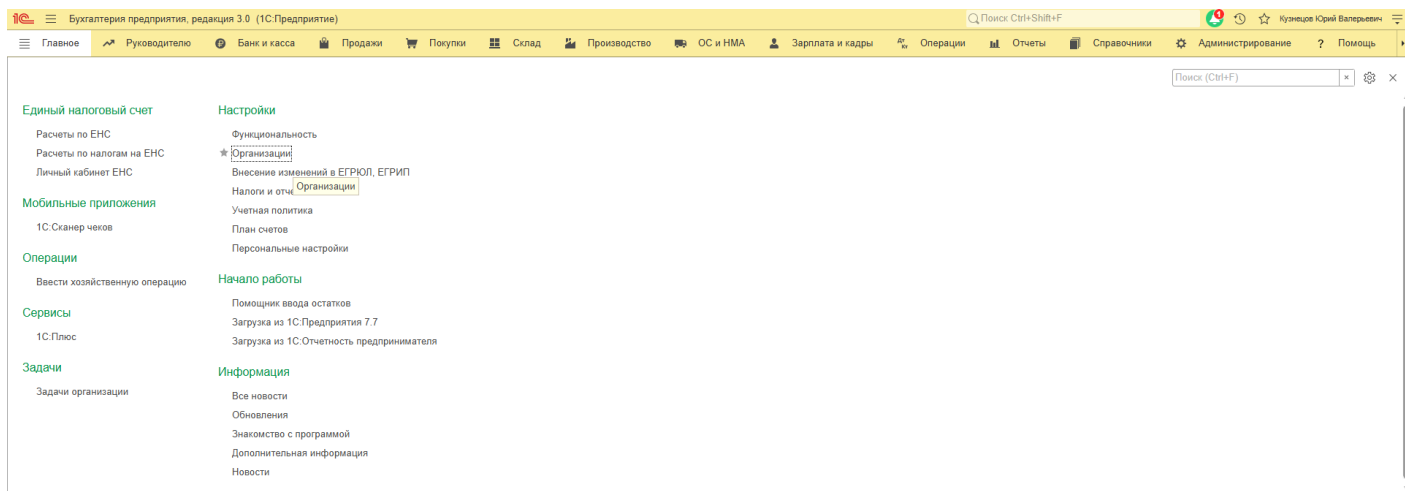 1С Бухгалтерия предприятия, редакция 3.0 (1С:Предприятие)
Поиск Ctrl+Shift+F
1
Кузнецов Юрий Валерьевич
Главное Руководителю Банк и касса Продажи Покупки Склад Производство ОС и НМА Зарплата и кадры Дт Кт Операции Отчеты Справочники Администрирование ? Помощь
Поиск (Ctrl+F) ×
Единый налоговый счет
Расчеты по ЕНС
Расчеты по налогам на ЕНС
Личный кабинет ЕНС
Мобильные приложения
1С:Сканер чеков
Операции
Ввести хозяйственную операцию
Сервисы
1С:Плюс
Задачи
Задачи организации
Настройки
Функциональность
Организации
Внесение изменений в ЕГРЮЛ, ЕГРИП
Налоги и отче
Организации
Учетная политика
План счетов
Персональные настройки
Начало работы
Помощник ввода остатков
Загрузка из 1С:Предприятия 7.7
Загрузка из 1С:Отчетность предпринимателя
Информация
Все новости
Обновления
Знакомство с программой
Дополнительная информация
Новости